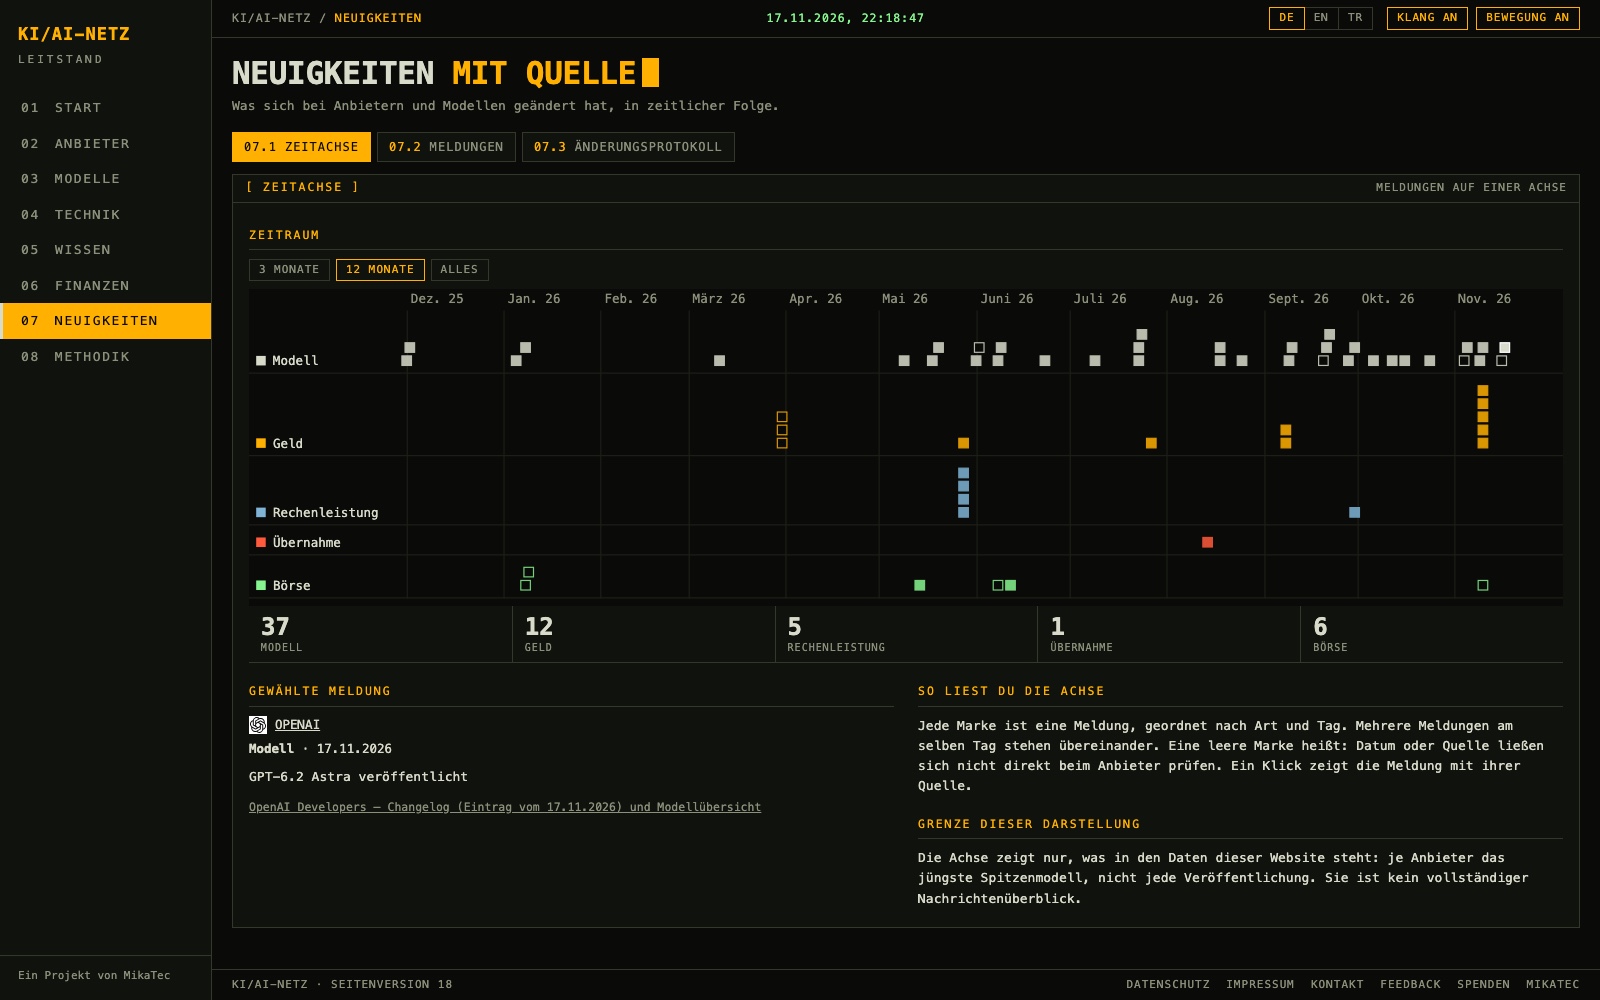 KI/AI-NETZ
LEITSTAND
01 START
02 ANBIETER
03 MODELLE
04 TECHNIK
05 WISSEN
06 FINANZEN
07 NEUIGKEITEN
08 METHODIK
Ein Projekt von MikaTec
KI/AI-NETZ / NEUIGKEITEN
17.11.2026, 22:18:47
DE EN TR KLANG AN BEWEGUNG AN
NEUIGKEITEN MIT QUELLE
Was sich bei Anbietern und Modellen geändert hat, in zeitlicher Folge.
07.1 ZEITACHSE 07.2 MELDUNGEN 07.3 ÄNDERUNGSPROTOKOLL
[ ZEITACHSE ] MELDUNGEN AUF EINER ACHSE
ZEITRAUM
3 MONATE 12 MONATE ALLES
Dez. 25 Jan. 26 Feb. 26 März 26 Apr. 26 Mai 26 Juni 26 Juli 26 Aug. 26 Sept. 26 Okt. 26 Nov. 26
Modell
Geld
Rechenleistung
Übernahme
Börse
37 12 5 1 6
MODELL GELD RECHENLEISTUNG ÜBERNAHME BÖRSE
GEWÄHLTE MELDUNG
OPENAI
Modell · 17.11.2026
GPT-6.2 Astra veröffentlicht
OpenAI Developers — Changelog (Eintrag vom 17.11.2026) und Modellübersicht
SO LIEST DU DIE ACHSE
Jede Marke ist eine Meldung, geordnet nach Art und Tag. Mehrere Meldungen am
selben Tag stehen übereinander. Eine leere Marke heißt: Datum oder Quelle ließen
sich nicht direkt beim Anbieter prüfen. Ein Klick zeigt die Meldung mit ihrer
Quelle.
GRENZE DIESER DARSTELLUNG
Die Achse zeigt nur, was in den Daten dieser Website steht: je Anbieter das
jüngste Spitzenmodell, nicht jede Veröffentlichung. Sie ist kein vollständiger
Nachrichtenüberblick.
KI/AI-NETZ · SEITENVERSION 18
DATENSCHUTZ IMPRESSUM KONTAKT FEEDBACK SPENDEN MIKATEC